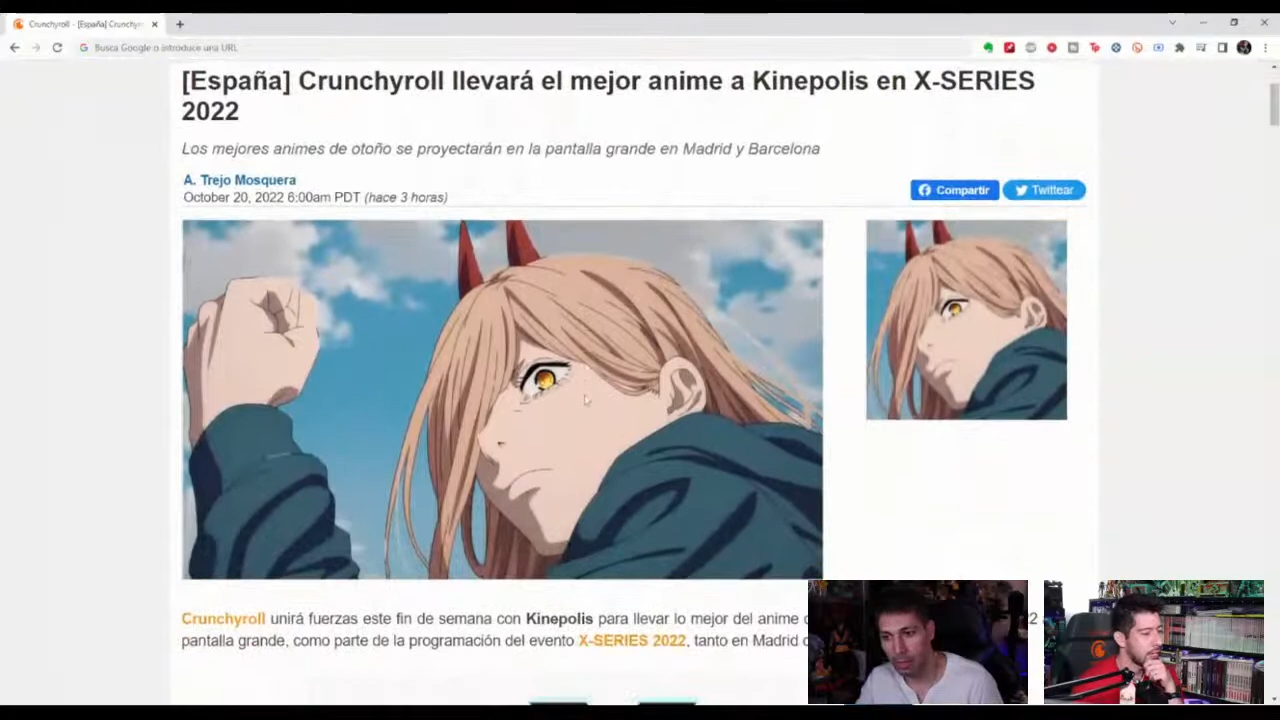 Crunchyroll - [España] Crunchyr
Busca Google o introduce una URL
[España] Crunchyroll llevará el mejor anime a Kinepolis en X-SERIES
2022
Los mejores animes de otoño se proyectarán en la pantalla grande en Madrid y Barcelona
A. Trejo Mosquera
October 20, 2022 6:00am PDT (hace 3 horas)
Compartir
Twittear
Crunchyroll unirá fuerzas este fin de semana con Kinepolis para llevar lo mejor del anime 2
pantalla grande, como parte de la programación del evento X-SERIES 2022, tanto en Madrid